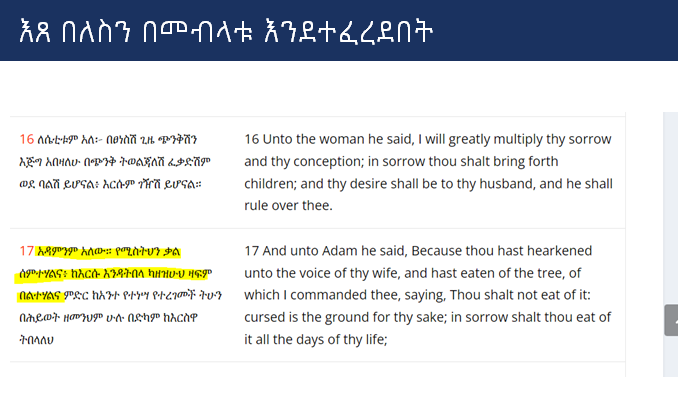 እጸ በለስን በመብላቱ እንደተፈረደበት
16 ለሴቲቱም አለ፦ በፀነስሽ ጊዜ ጭንቅሽን
እጅግ አበዛለሁ በጭንቅ ትወልጃለሽ ፈቃድሽም
ወደ ባልሽ ይሆናል፥ እርሱም ገዥሽ ይሆናል።
16 Unto the woman he said, I will greatly multiply thy sorrow
and thy conception; in sorrow thou shalt bring forth
children; and thy desire shall be to thy husband, and he shall
rule over thee.
17 አዳምንም አለው። የሚስትህን ቃል
ሰምተሃልና፥ ከእርሱ እንዳትበላ ካዘዝሁህ ዛፍም
በልተሃልና ምድር ከአንተ የተነሣ የተረገመች ትሁን
በሕይወት ዘመንህም ሁሉ በድካም ከእርስዋ
ትበላለህ
17 And unto Adam he said, Because thou hast hearkened
unto the voice of thy wife, and hast eaten of the tree, of
which I commanded thee, saying, Thou shalt not eat of it:
cursed is the ground for thy sake; in sorrow shalt thou eat of
it all the days of thy life;